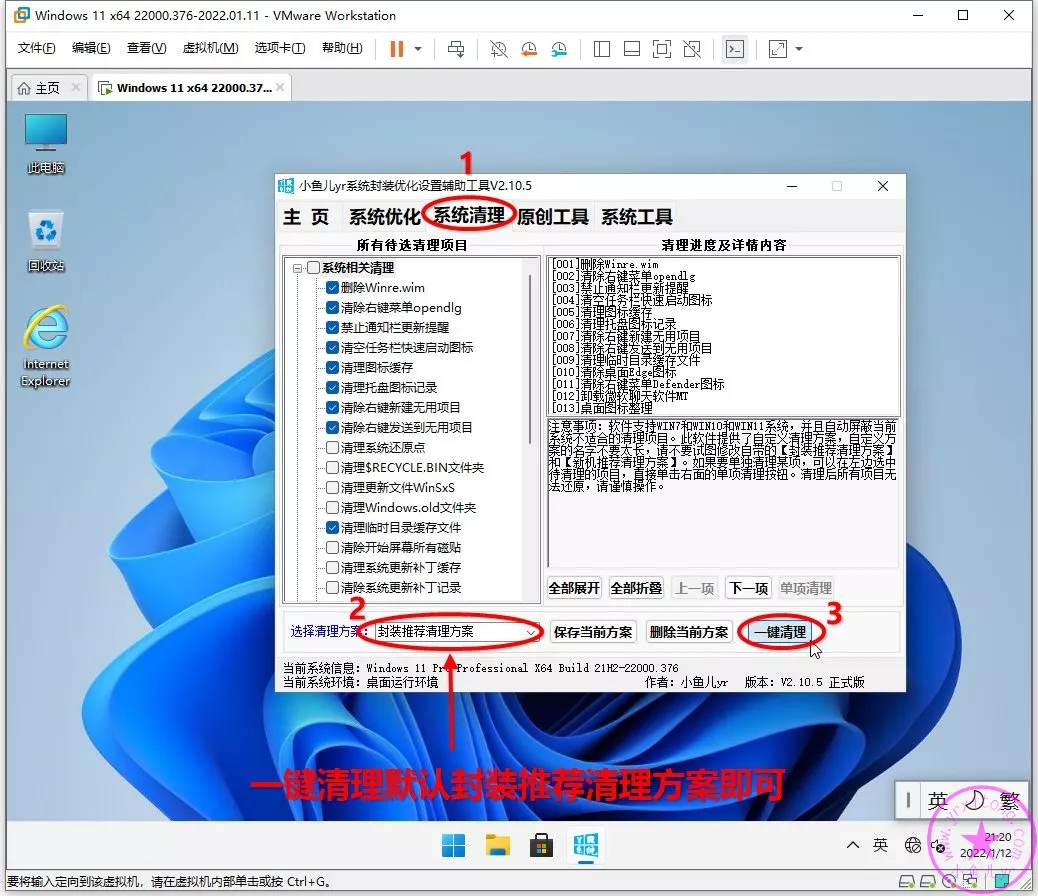 Windows 11 x64 22000.376-2022.01.11 - VMware Workstation
文件(F) 编辑(E) 查看(V) 虚拟机(M) 选项卡(T) 帮助(H)
主页 Windows 11 x64 22000.37...
此电脑
回收站
Internet
Explorer
1
小鱼儿yr系统封装优化设置辅助工具V2.10.5
主 页 系统优化 系统清理 原创工具 系统工具
所有待选清理项目
系统相关清理
删除Winre.wim
清除右键菜单opendlg
禁止通知栏更新提醒
清空任务栏快速启动图标
清理图标缓存
清理托盘图标记录
清除右键新建无用项目
清除右键发送到无用项目
清理系统还原点
清理$RECYCLE.BIN文件夹
清理更新文件WinSxS
清理Windows.old文件夹
清理临时目录缓存文件
清除开始屏幕所有磁贴
清理系统更新补丁缓存
清除系统更新补丁记录
清理进度及详情内容
[001]删除Winre.wim
[002]清除右键菜单opendlg
[003]禁止通知栏更新提醒
[004]清空任务栏快速启动图标
[005]清理图标缓存
[006]清理托盘图标记录
[007]清除右键新建无用项目
[008]清除右键发送到无用项目
[009]清理临时目录缓存文件
[010]清除桌面Edge图标
[011]清除右键菜单Defender图标
[012]卸载微软聊天软件MT
[013]桌面图标整理
注意事项：软件支持WIN7和WIN10和WIN11系统，并且自动屏蔽当前
系统不适合的清理项目。此软件提供了自定义清理方案，自定义方
案的名字不要太长，请不要试图修改自带的【封装推荐清理方案】
和【新机推荐清理方案】。如果要单独清理某项，可以在左边选中
待清理的项目，直接单击右面的单项清理按钮。清理后所有项目无
法还原，请谨慎操作。
全部展开 全部折叠 上一项 下一项 单项清理
2
3
选择清理方案： 封装推荐清理方案 保存当前方案 删除当前方案 一键清理
当前系统信息：Windows 11 Pro Professional X64 Build 21H2-22000.376
当前系统环境：桌面运行环境 作者：小鱼儿yr 版本：V2.10.5 正式版
一键清理默认封装推荐清理方案即可
英 繁
英 21:20
2022/1/12
要将输入定向到该虚拟机，请在虚拟机内部单击或按 Ctrl+G。